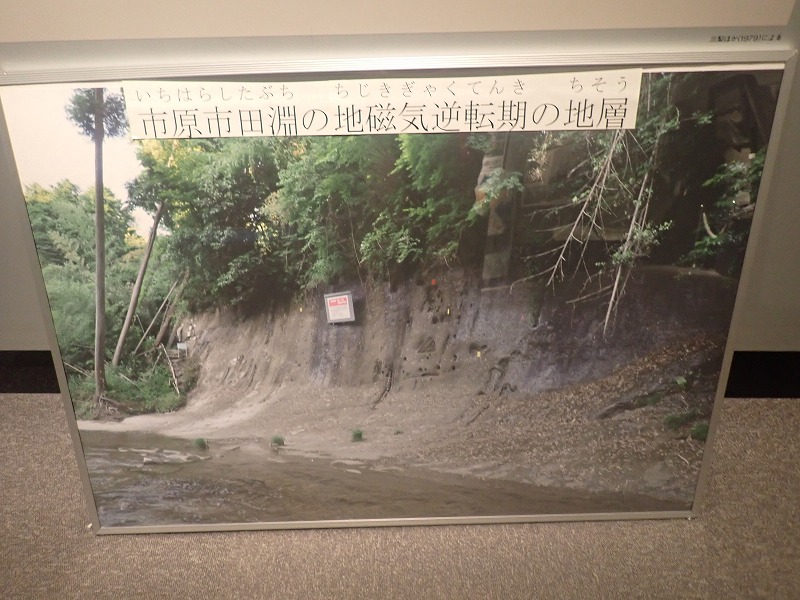 いちはらしたぶち ちじきぎゃくてんき ちそう
市原市田淵の地磁気逆転期の地層